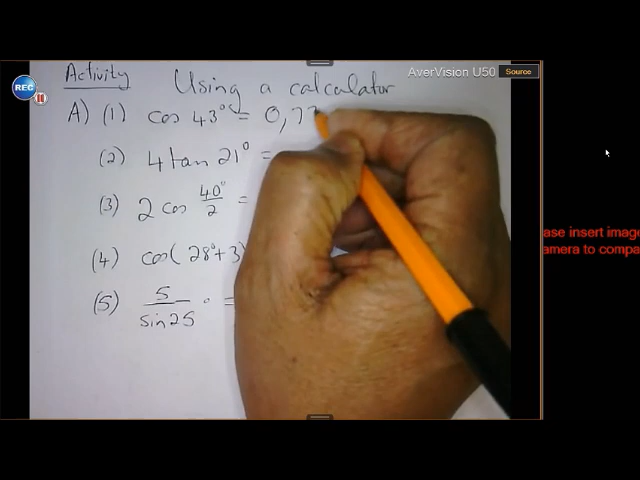 Activity Using a calculator
AverVision U50
Source
REC
A) (1) cos 43° = 0,73
(2) 4 tan 21° =
ase insert image
amera to compa
(3) 2 cos 40°/2 =
(4) cos(28°+3
(5) 5/sin25° =